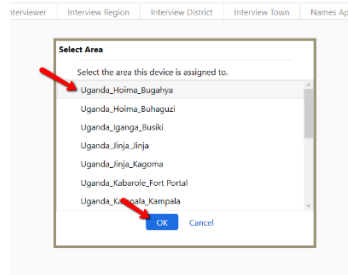 Interviewer Interview Region Interview District Interview Town Names Ap
Select Area
Select the area this device is assigned to.
Uganda_Hoima_Bugahya
Uganda_Hoima_Buhaguzi
Uganda_Iganga_Busiki
Uganda_Jinja_Jinja
Uganda_Jinja_Kagoma
Uganda_Kabarole_Fort Portal
Uganda_Kampala_Kampala
OK Cancel